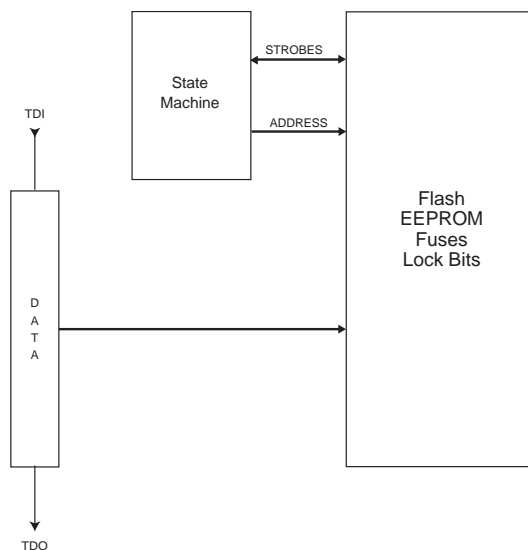 STROBES
State
Machine
ADDRESS
TDI
Flash
EEPROM
Fuses
Lock Bits
D
A
T
A
TDO